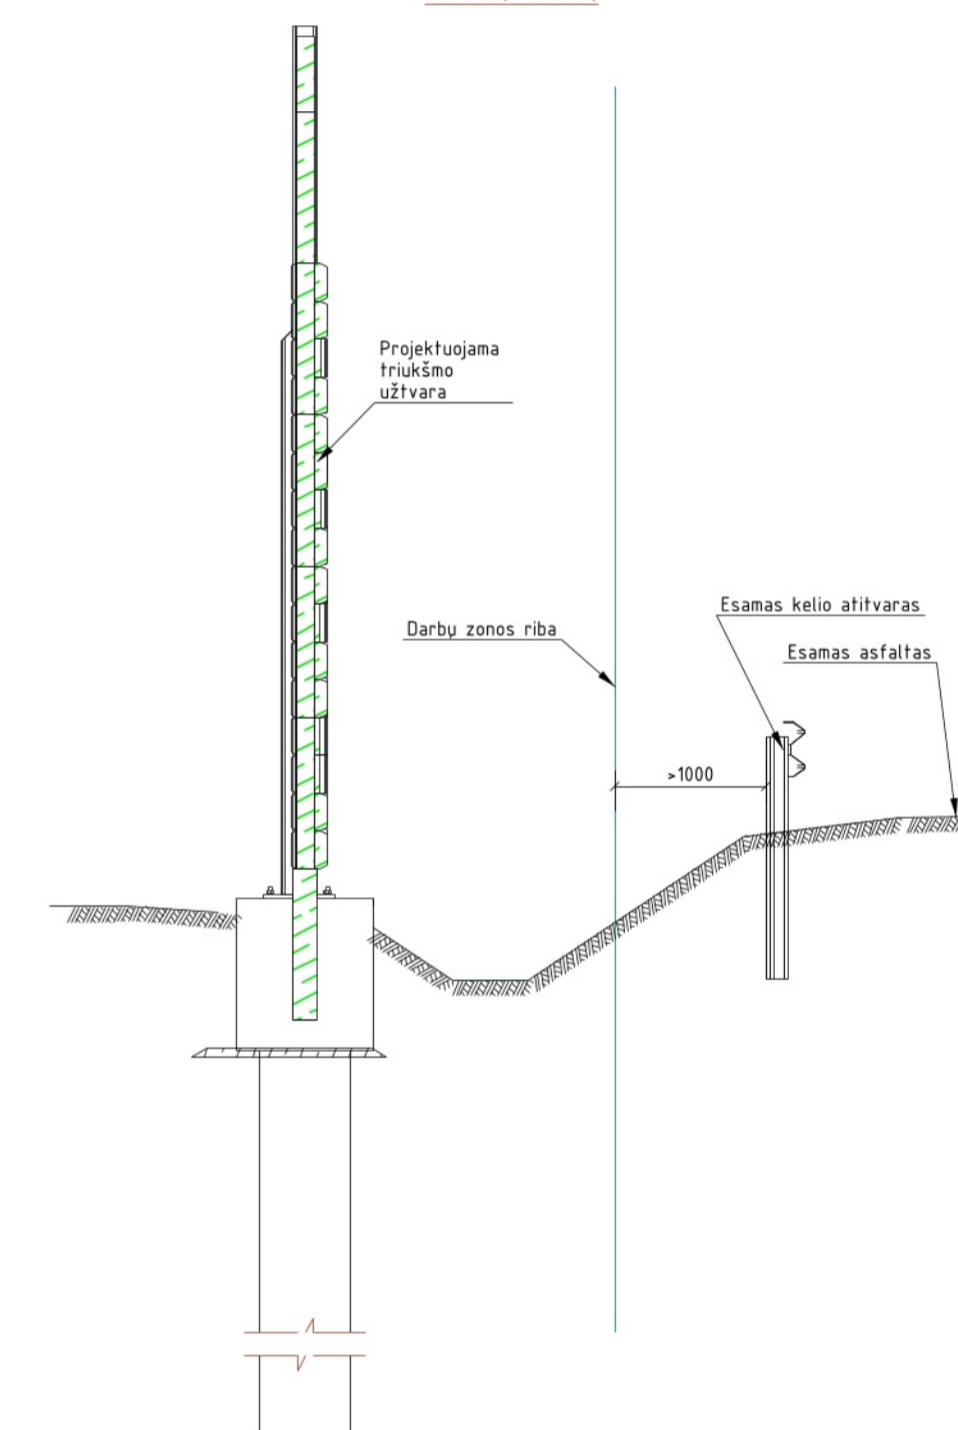 Projektuojama
triukšmo
užtvara
Esamas kelio atitvaras
Darbų zonos riba
Esamas asfaltas
>1000